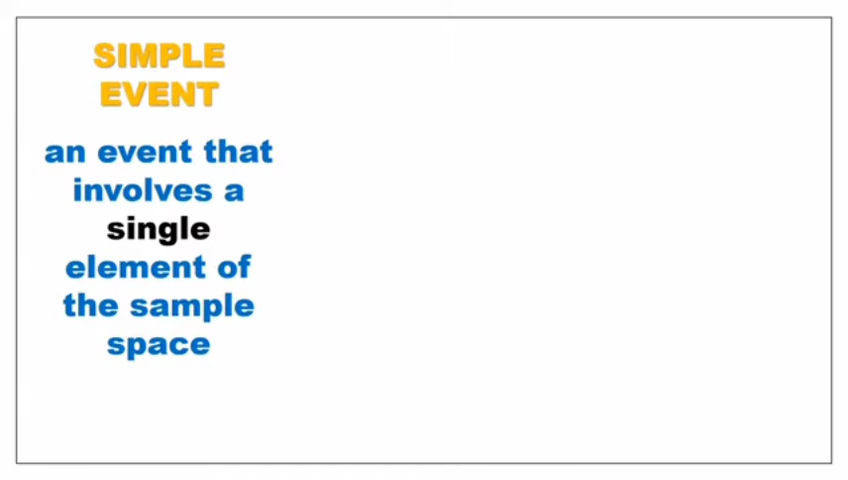 SIMPLE
EVENT
an event that
involves a
single
element of
the sample
space